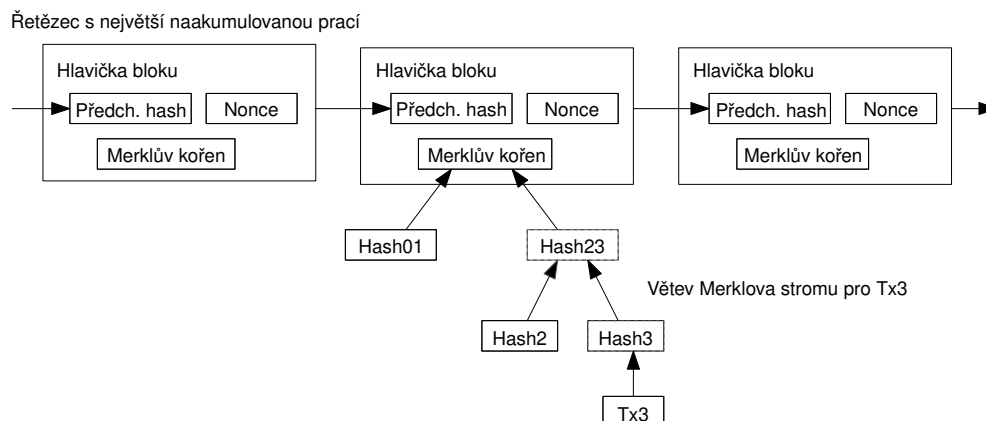 Řetězec s největší naakumulovanou prací
Hlavička bloku
Předch. hash
Nonce
Merklův kořen
Hlavička bloku
Předch. hash
Nonce
Merklův kořen
Hlavička bloku
Předch. hash
Nonce
Merklův kořen
Hash01
Hash23
Větev Merklova stromu pro Tx3
Hash2
Hash3
Tx3